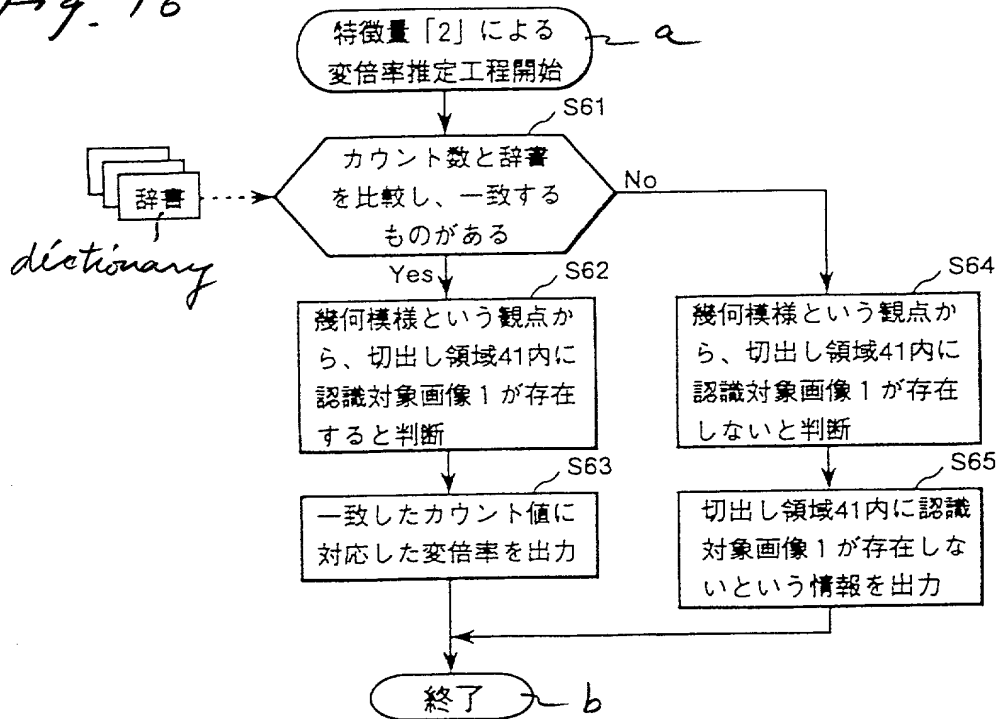 Fig. 16
特徴量「2」による
変倍率推定工程開始
a
S61
カウント数と辞書
を比較し、一致する
ものがある
辞書
dictionary
No
Yes
S62
幾何模様という観点か
ら、切出し領域41内に
認識対象画像1が存在
すると判断
S64
幾何模様という観点か
ら、切出し領域41内に
認識対象画像1が存在
しないと判断
S63
一致したカウント値に
対応した変倍率を出力
S65
切出し領域41内に認識
対象画像1が存在しな
いという情報を出力
終了
b